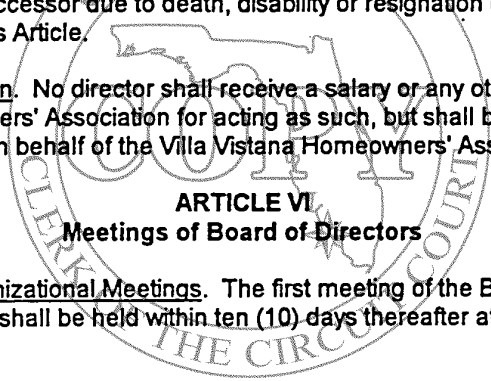 ccessor due to death, disability or resignation
s Article.
n. No director shall receive a salary or any ot
ers' Association for acting as such, but shall b
n behalf of the Villa Vistana Homeowners' Ass
ARTICLE VI
Meetings of Board of Directors
nizational Meetings. The first meeting of the B
shall be held within ten (10) days thereafter a
COPY
CLERK OF THE CIRCUIT COURT